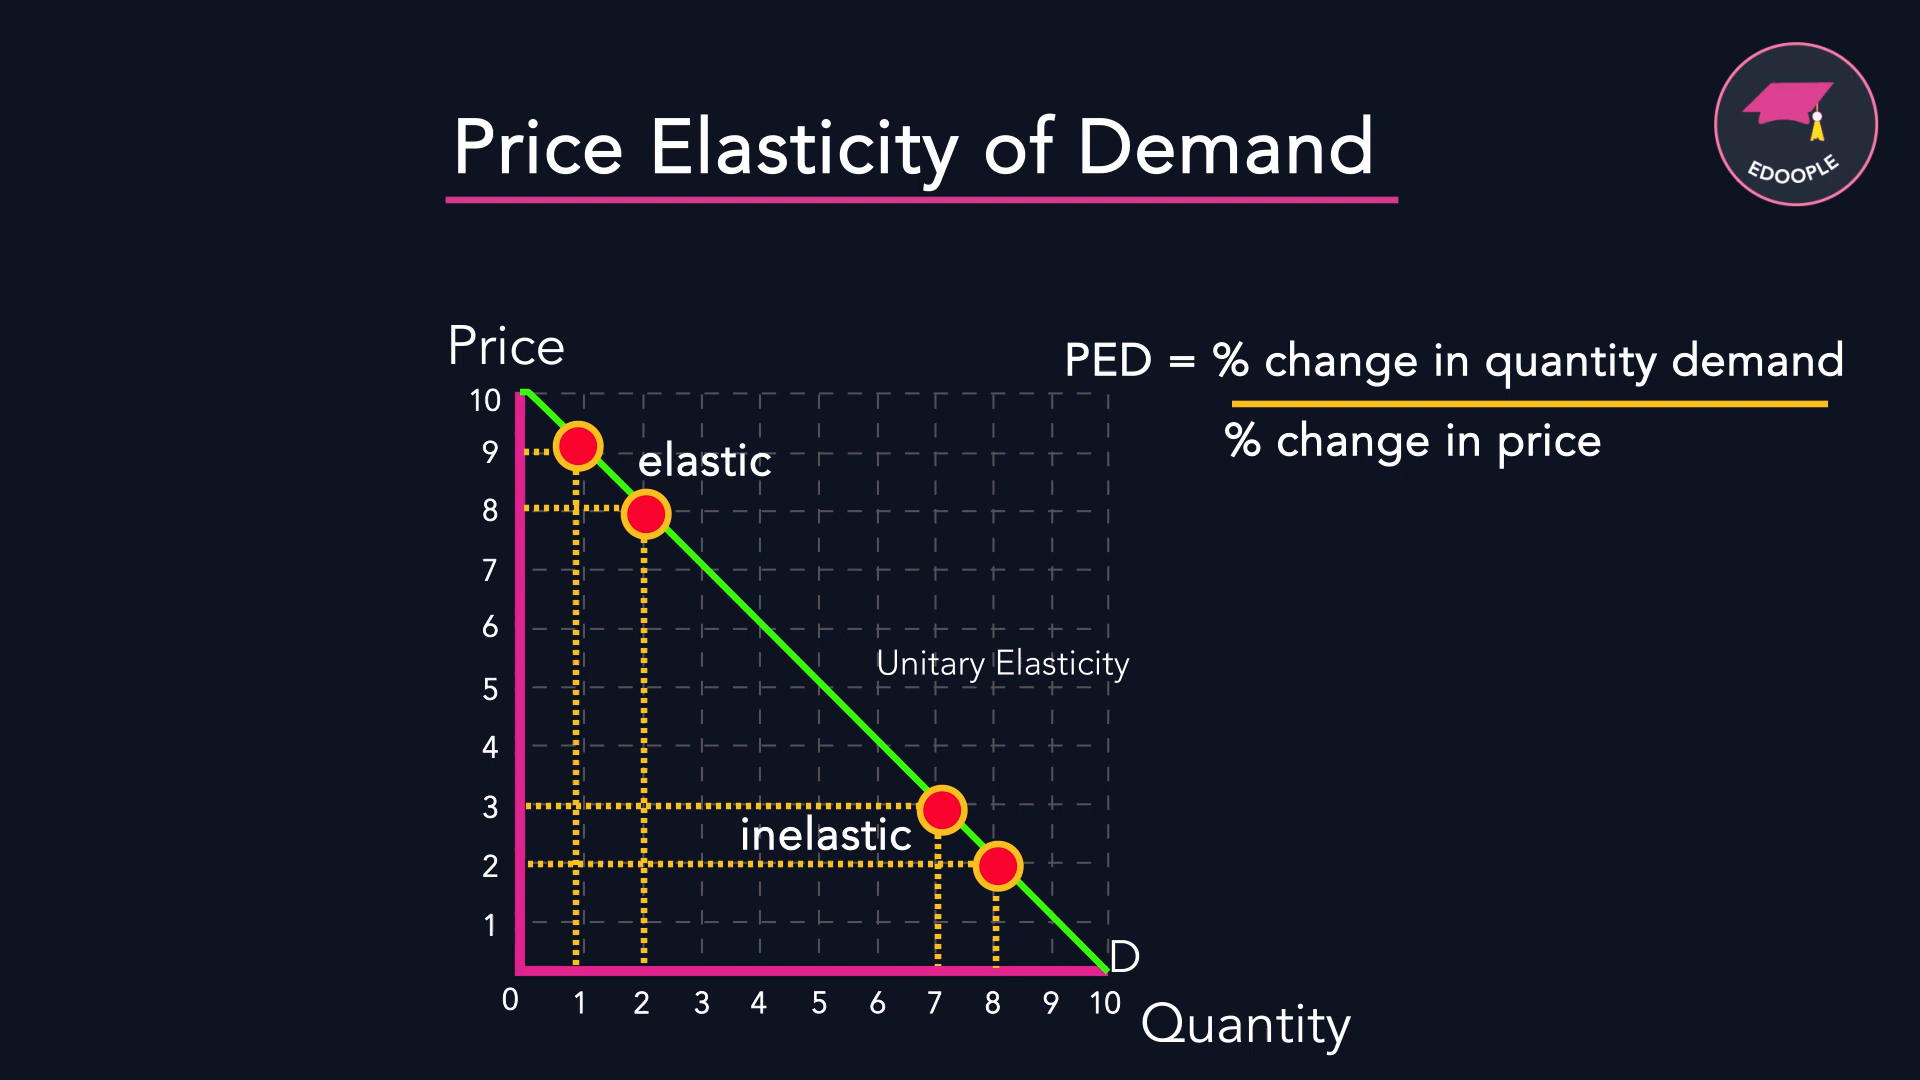 Price Elasticity of Demand
EDOOPLE
Price
PED = % change in quantity demand
% change in price
10
9
elastic
8
7
6
Unitary Elasticity
5
4
3
inelastic
2
1
D
0 1 2 3 4 5 6 7 8 9 10
Quantity